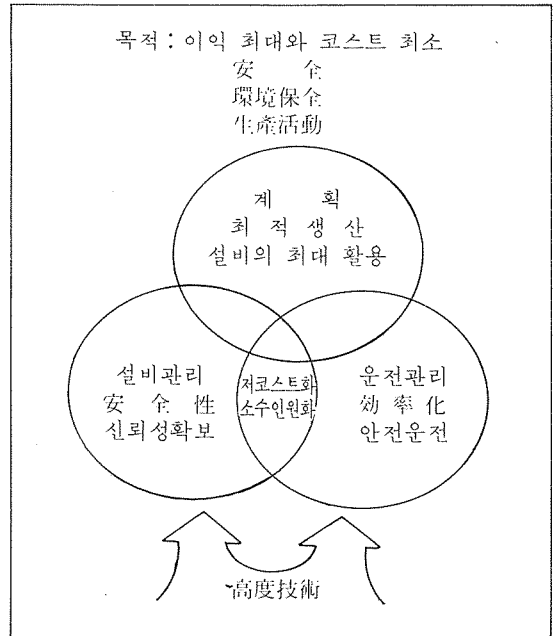 목적 : 이익 최대와 코스트 최소
安 全
環境保全
生産活動
계 획
최 적 생 산
설비의 최대 활용
설비관리
安 全 性
신뢰성확보
저코스트화
소수인원화
운전관리
効 率 化
안전운전
高度技術